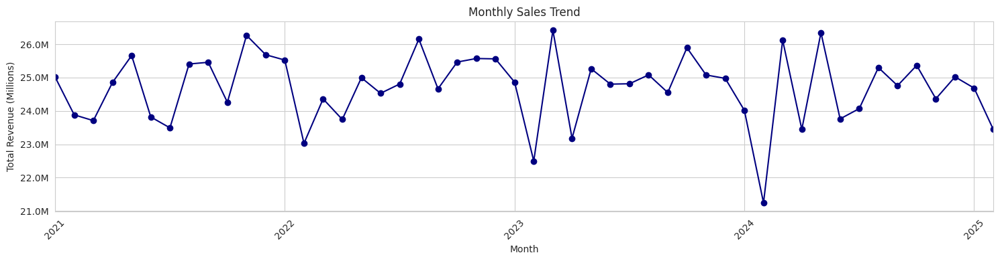 Monthly Sales Trend
Total Revenue (Millions)
26.0M
25.0M
24.0M
23.0M
22.0M
21.0M
2021
2022
2023
2024
2025
Month